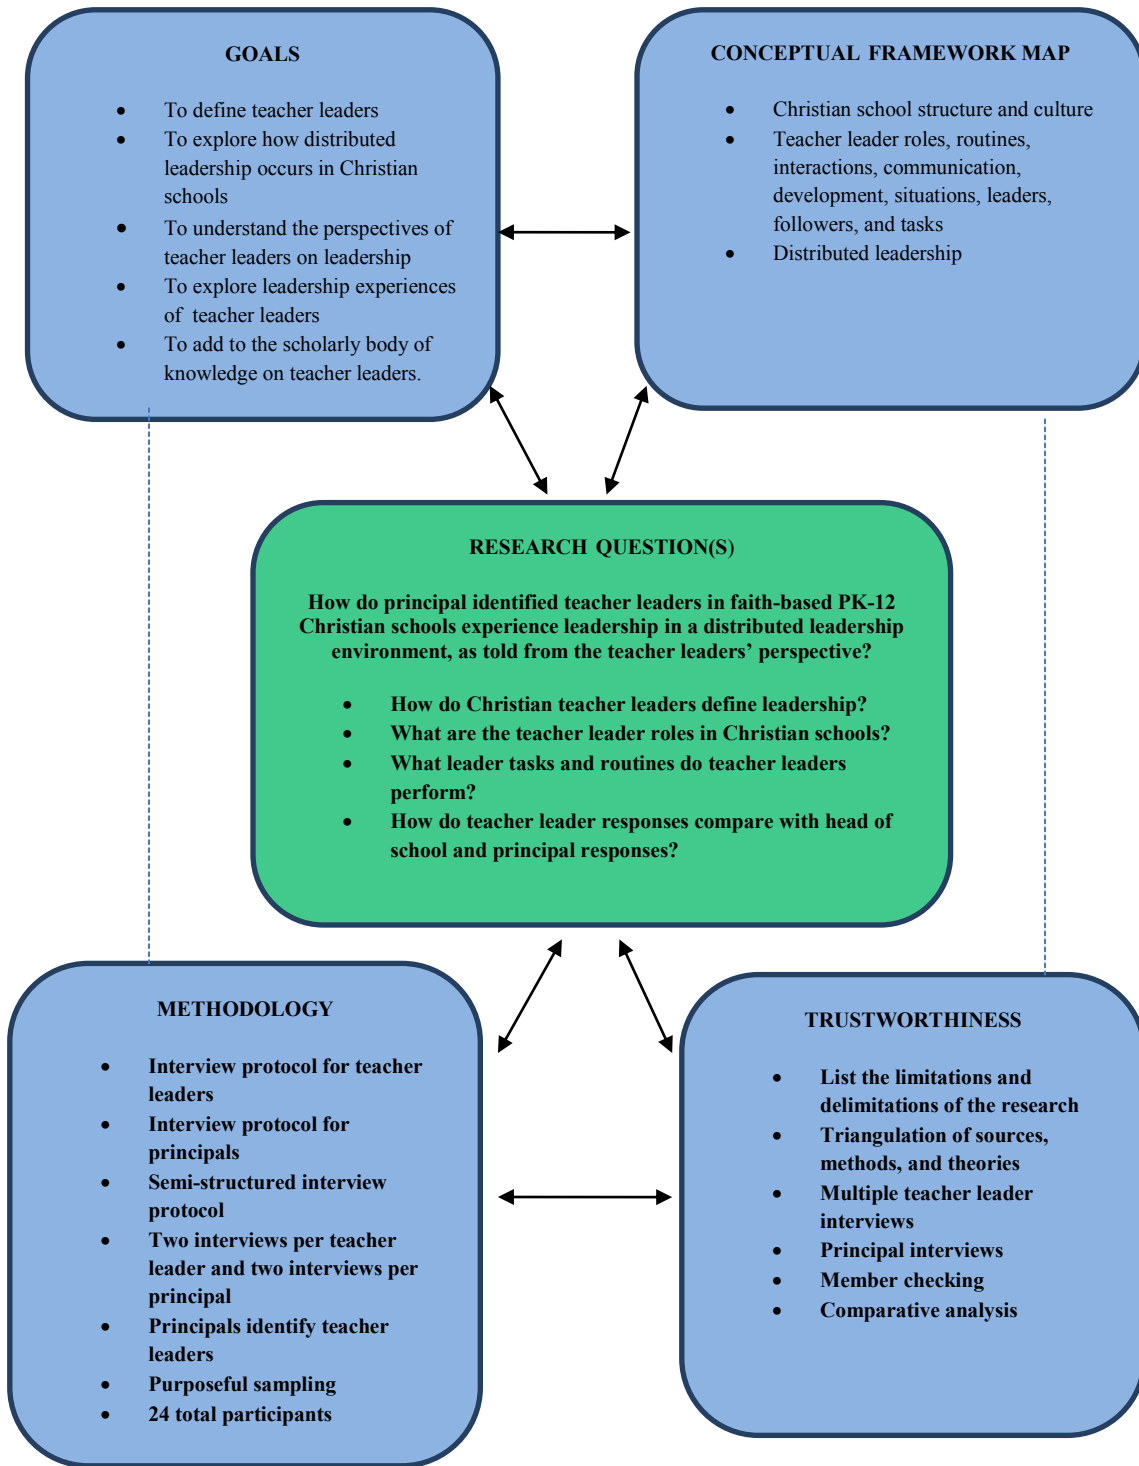 GOALS
• To define teacher leaders
• To explore how distributed
leadership occurs in Christian
schools
• To understand the perspectives of
teacher leaders on leadership
• To explore leadership experiences
of teacher leaders
• To add to the scholarly body of
knowledge on teacher leaders.
CONCEPTUAL FRAMEWORK MAP
• Christian school structure and culture
• Teacher leader roles, routines,
interactions, communication,
development, situations, leaders,
followers, and tasks
• Distributed leadership
RESEARCH QUESTION(S)
How do principal identified teacher leaders in faith-based PK-12
Christian schools experience leadership in a distributed leadership
environment, as told from the teacher leaders’ perspective?
• How do Christian teacher leaders define leadership?
• What are the teacher leader roles in Christian schools?
• What leader tasks and routines do teacher leaders
perform?
• How do teacher leader responses compare with head of
school and principal responses?
METHODOLOGY
• Interview protocol for teacher
leaders
• Interview protocol for
principals
• Semi-structured interview
protocol
• Two interviews per teacher
leader and two interviews per
principal
• Principals identify teacher
leaders
• Purposeful sampling
• 24 total participants
TRUSTWORTHINESS
• List the limitations and
delimitations of the research
• Triangulation of sources,
methods, and theories
• Multiple teacher leader
interviews
• Principal interviews
• Member checking
• Comparative analysis